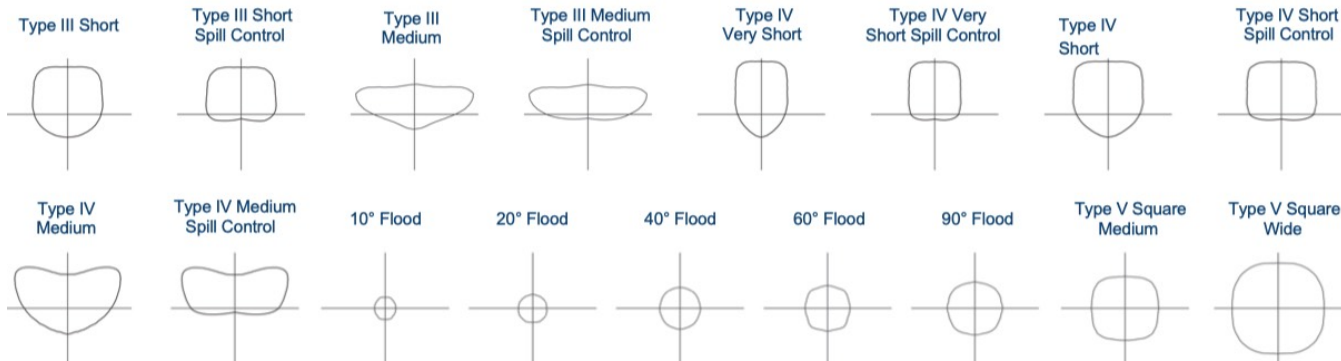 Type III Short
Type III Short
Spill Control
Type III
Medium
Type III Medium
Spill Control
Type IV
Very Short
Type IV Very
Short Spill Control
Type IV
Short
Type IV Short
Spill Control
Type IV
Medium
Type IV Medium
Spill Control
10° Flood
20° Flood
40° Flood
60° Flood
90° Flood
Type V Square
Medium
Type V Square
Wide